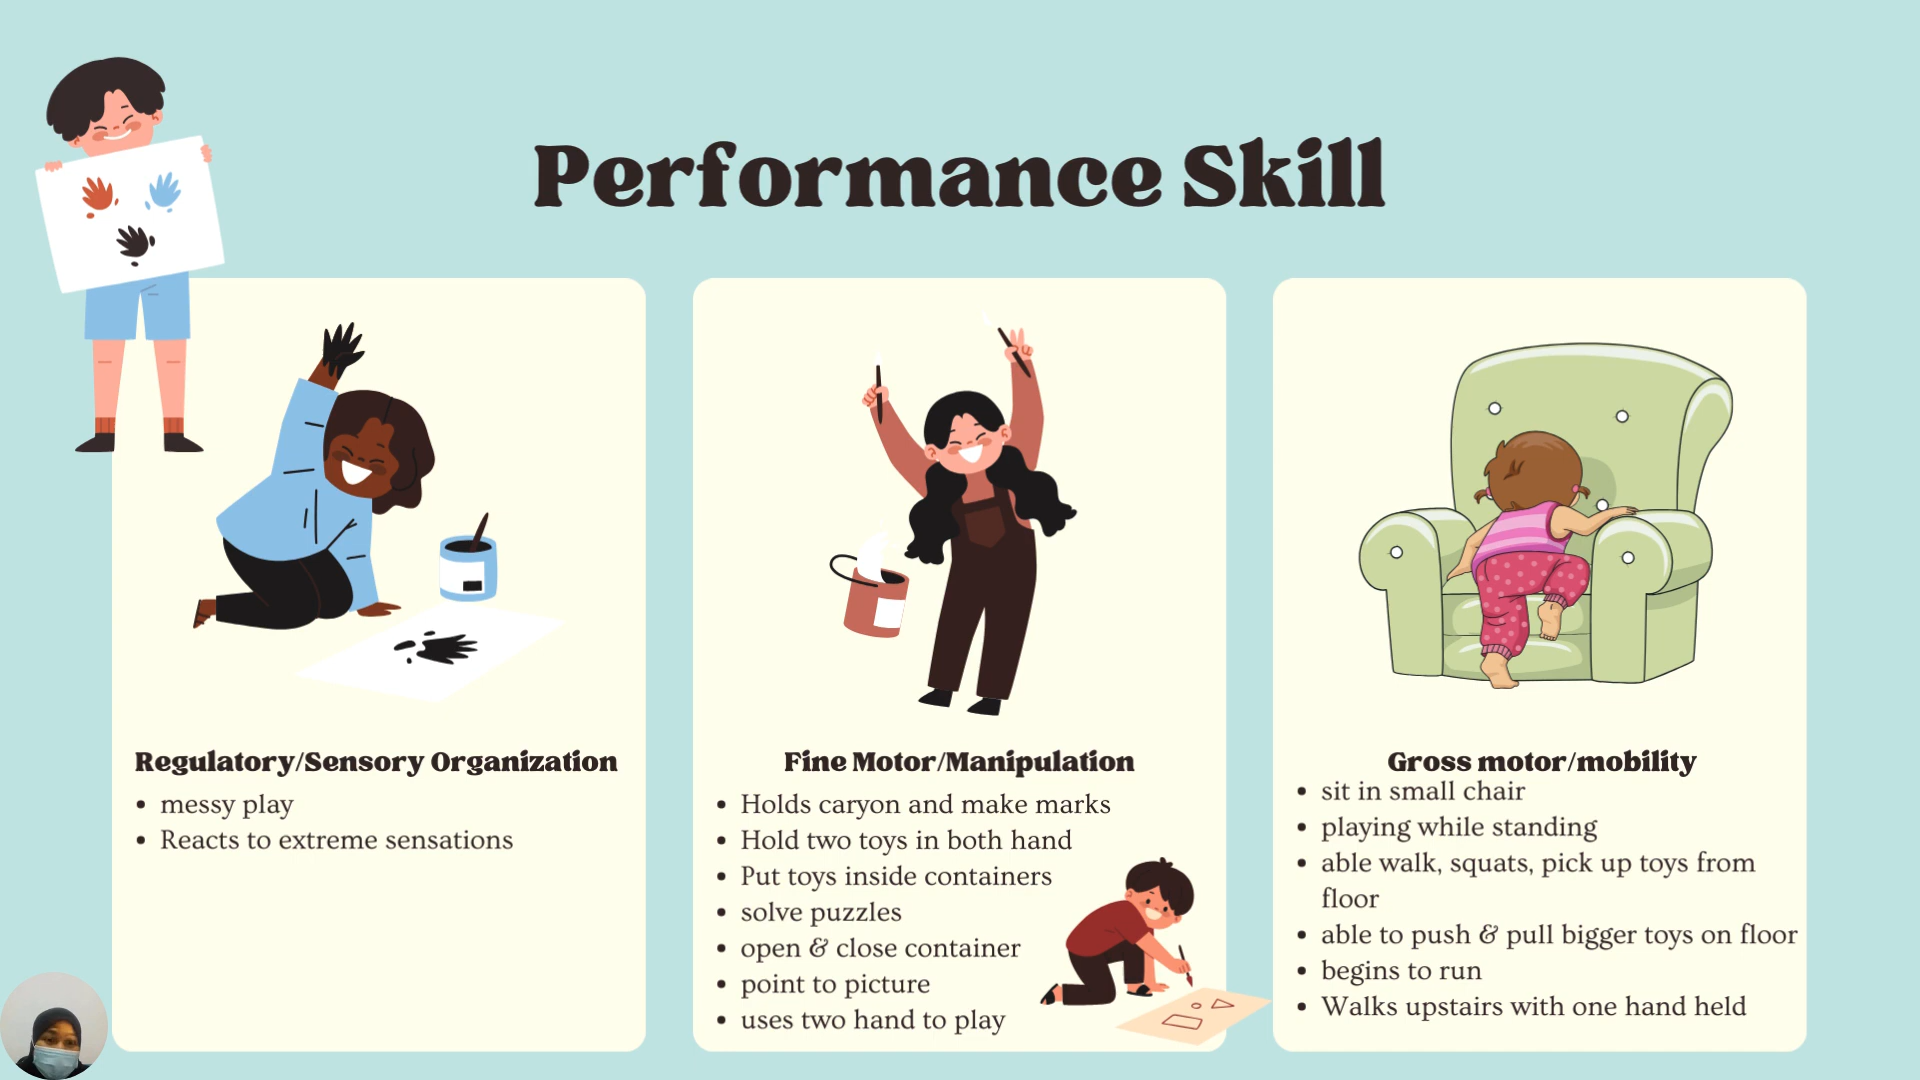 Performance Skill
Regulatory/Sensory Organization
• messy play
• Reacts to extreme sensations
Fine Motor/Manipulation
• Holds caryon and make marks
• Hold two toys in both hand
• Put toys inside containers
• solve puzzles
• open & close container
• point to picture
• uses two hand to play
Gross motor/mobility
• sit in small chair
• playing while standing
• able walk, squats, pick up toys from
floor
• able to push & pull bigger toys on floor
• begins to run
• Walks upstairs with one hand held